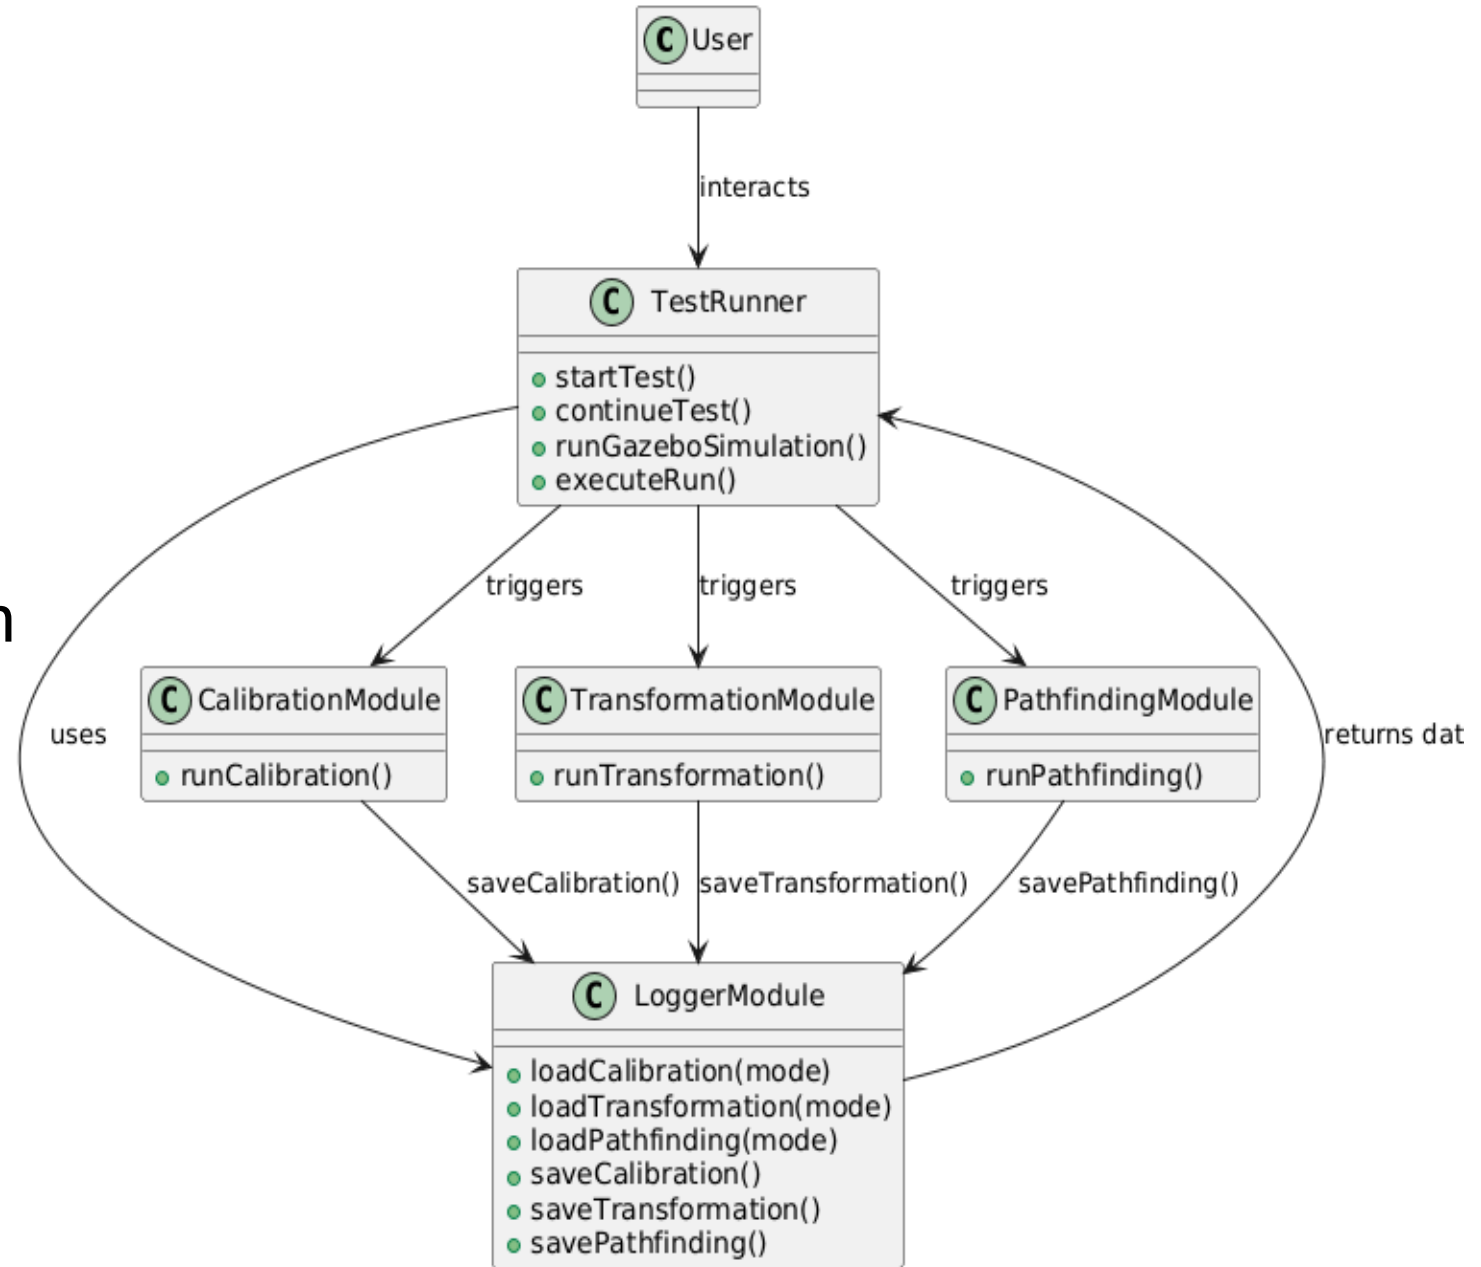 C User
interacts
C TestRunner
startTest()
continueTest()
runGazeboSimulation()
executeRun()
triggers
triggers
triggers
n
C CalibrationModule
runCalibration()
C TransformationModule
runTransformation()
C PathfindingModule
runPathfinding()
uses
returns dat
saveCalibration()
saveTransformation()
savePathfinding()
C LoggerModule
loadCalibration(mode)
loadTransformation(mode)
loadPathfinding(mode)
saveCalibration()
saveTransformation()
savePathfinding()